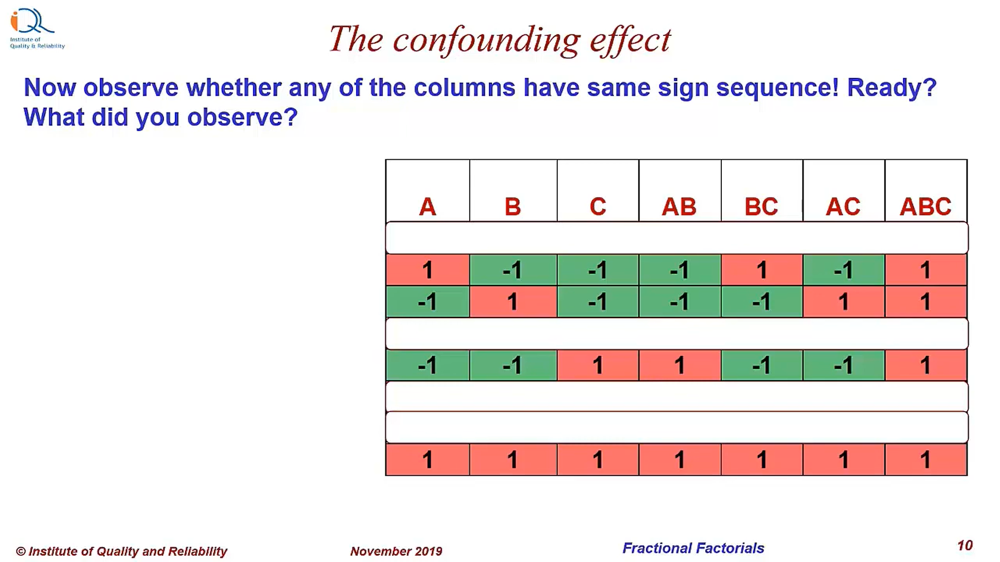 iQR
Institute of
Quality & Reliability
The confounding effect
Now observe whether any of the columns have same sign sequence! Ready?
What did you observe?
A B C AB BC AC ABC
1 -1 -1 -1 1 -1 1
-1 1 -1 -1 -1 1 1
-1 -1 1 1 -1 -1 1
1 1 1 1 1 1 1
© Institute of Quality and Reliability November 2019 Fractional Factorials 10